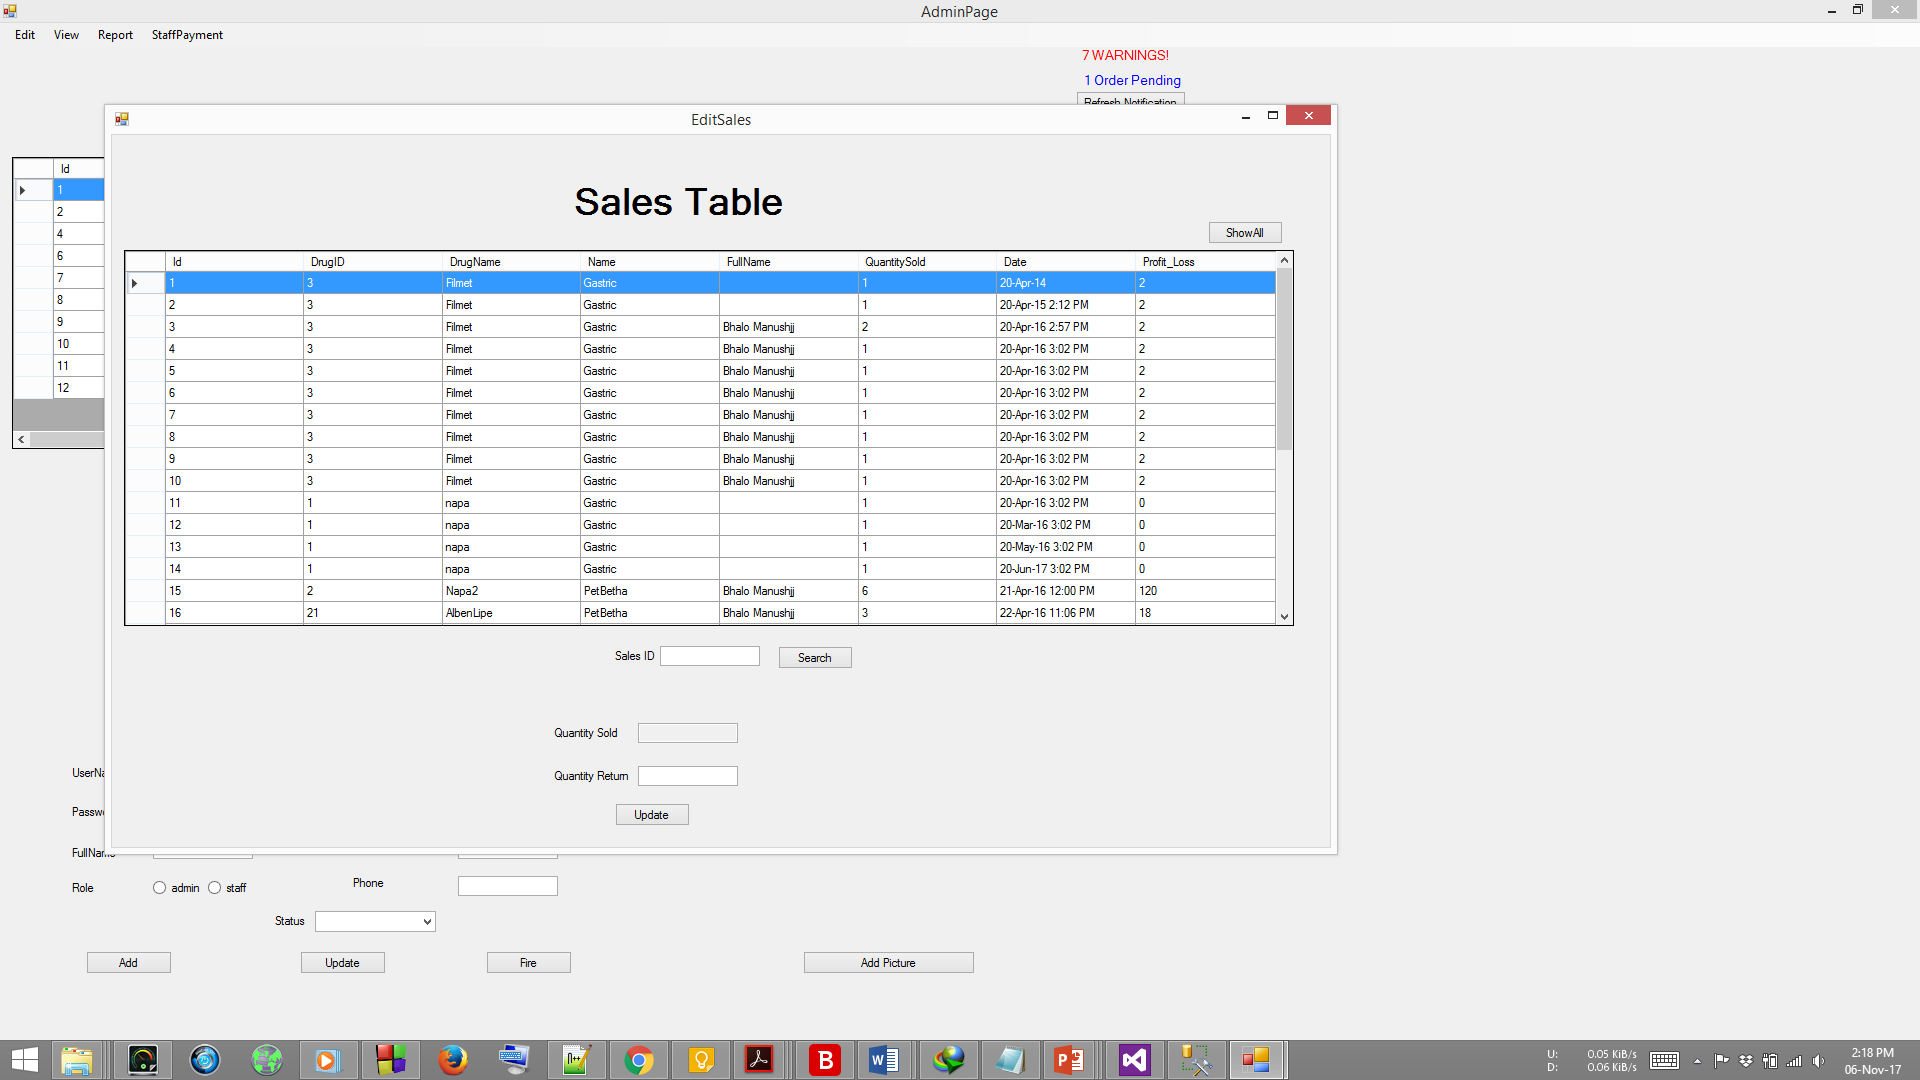 AdminPage
Edit View Report StaffPayment
7 WARNINGS!
1 Order Pending
Refresh Notification
EditSales
Sales Table
ShowAll
Id
1
2
4
6
7
8
9
10
11
12
Id DrugID DrugName Name FullName QuantitySold Date Profit_Loss
1 3 Filmet Gastric 1 20-Apr-14 2
2 3 Filmet Gastric 1 20-Apr-15 2:12 PM 2
3 3 Filmet Gastric Bhalo Manushjj 2 20-Apr-16 2:57 PM 2
4 3 Filmet Gastric Bhalo Manushjj 1 20-Apr-16 3:02 PM 2
5 3 Filmet Gastric Bhalo Manushjj 1 20-Apr-16 3:02 PM 2
6 3 Filmet Gastric Bhalo Manushjj 1 20-Apr-16 3:02 PM 2
7 3 Filmet Gastric Bhalo Manushjj 1 20-Apr-16 3:02 PM 2
8 3 Filmet Gastric Bhalo Manushjj 1 20-Apr-16 3:02 PM 2
9 3 Filmet Gastric Bhalo Manushjj 1 20-Apr-16 3:02 PM 2
10 3 Filmet Gastric Bhalo Manushjj 1 20-Apr-16 3:02 PM 2
11 1 napa Gastric 1 20-Apr-16 3:02 PM 0
12 1 napa Gastric 1 20-Mar-16 3:02 PM 0
13 1 napa Gastric 1 20-May-16 3:02 PM 0
14 1 napa Gastric 1 20-Jun-17 3:02 PM 0
15 2 Napa2 PetBetha Bhalo Manushjj 6 21-Apr-16 12:00 PM 120
16 21 AlbenLipe PetBetha Bhalo Manushjj 3 22-Apr-16 11:06 PM 18
Sales ID Search
Quantity Sold
Quantity Return
Update
UserNa
Passwo
FullName
Role admin staff Phone
Status
Add Update Fire Add Picture
U: 0.05 KiB/s
D: 0.06 KiB/s
2:18 PM
06-Nov-17